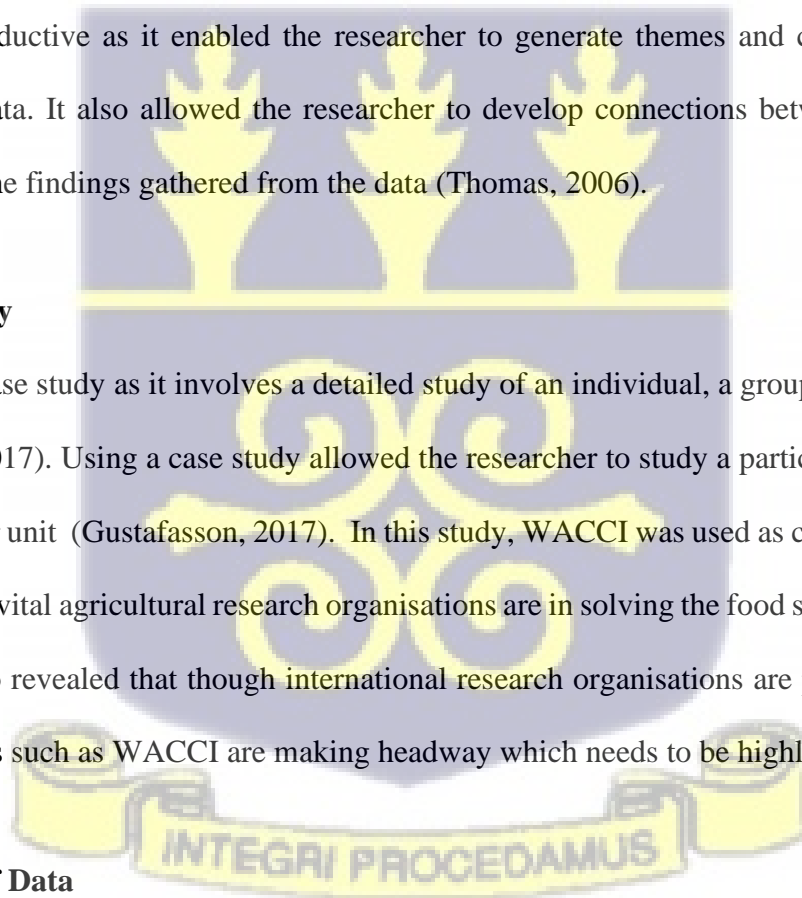 ductive as it enabled the researcher to generate themes and c
ata. It also allowed the researcher to develop connections betw
ne findings gathered from the data (Thomas, 2006).
y
ase study as it involves a detailed study of an individual, a group
017). Using a case study allowed the researcher to study a partic
unit (Gustafasson, 2017). In this study, WACCI was used as c
vital agricultural research organisations are in solving the food s
revealed that though international research organisations are
s such as WACCI are making headway which needs to be highl
INTEGRI PROCEDAMUS
f Data